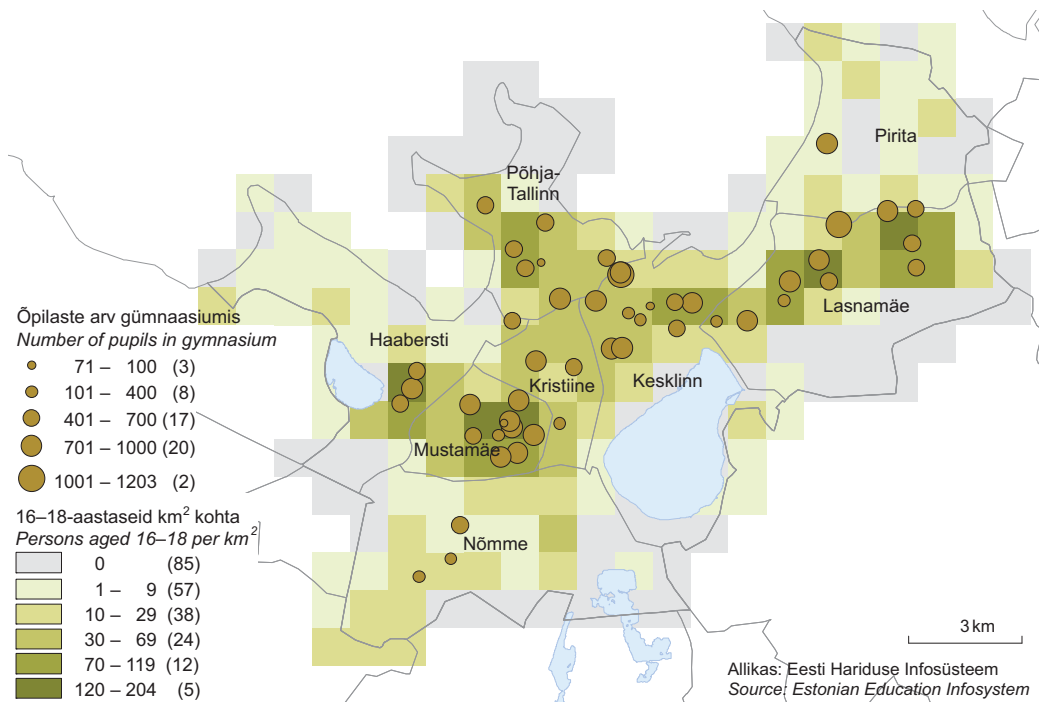 Pirita
Põhja-
Tallinn
Lasnamäe
Haabersti
Kristiine
Kesklinn
Mustamäe
Nõmme
Õpilaste arv gümnaasiumis
Number of pupils in gymnasium
71 – 100 (3)
101 – 400 (8)
401 – 700 (17)
701 – 1000 (20)
1001 – 1203 (2)
16–18-aastaseid km² kohta
Persons aged 16–18 per km²
0 (85)
1 – 9 (57)
10 – 29 (38)
30 – 69 (24)
70 – 119 (12)
120 – 204 (5)
3 km
Allikas: Eesti Hariduse Infosüsteem
Source: Estonian Education Infosystem